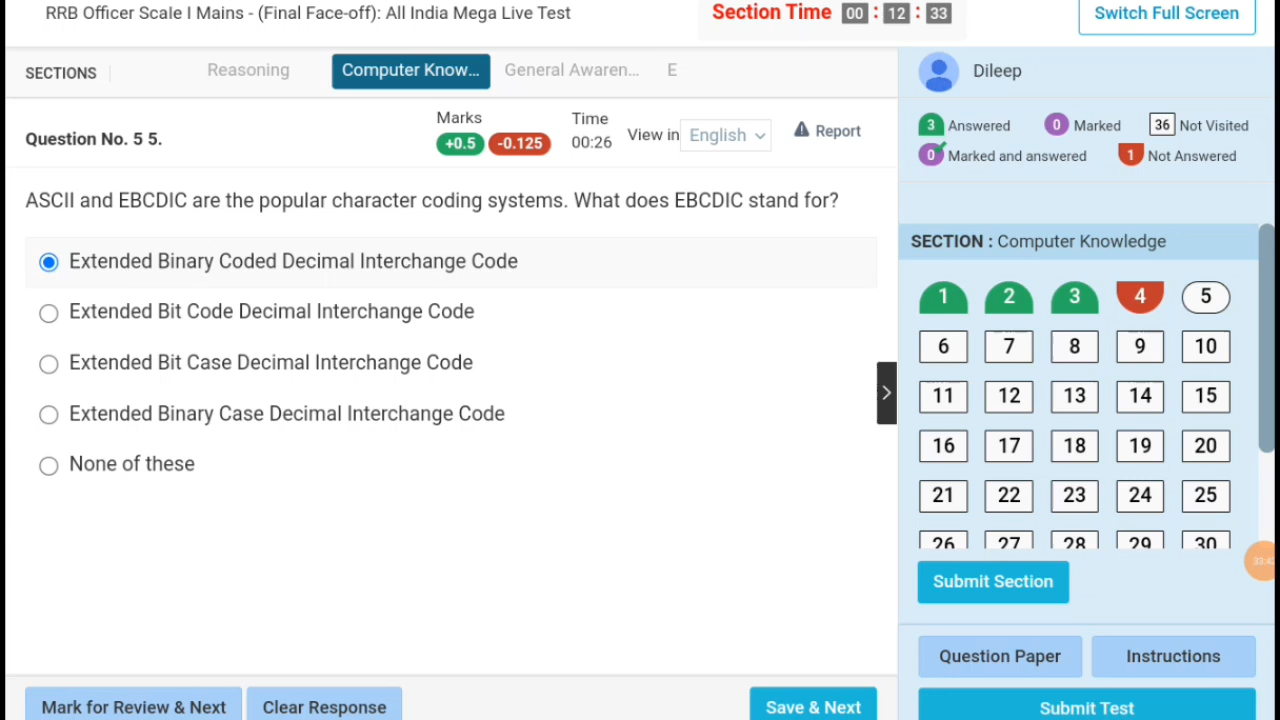 RRB Officer Scale I Mains - (Final Face-off): All India Mega Live Test
Section Time 00 : 12 : 33
Switch Full Screen
SECTIONS
Reasoning
Computer Know...
General Awaren...
E
Dileep
Question No. 5 5.
Marks
+0.5 -0.125
Time
00:26
View in English
Report
3 Answered
0 Marked
36 Not Visited
0 Marked and answered
1 Not Answered
ASCII and EBCDIC are the popular character coding systems. What does EBCDIC stand for?
Extended Binary Coded Decimal Interchange Code
Extended Bit Code Decimal Interchange Code
Extended Bit Case Decimal Interchange Code
Extended Binary Case Decimal Interchange Code
None of these
SECTION : Computer Knowledge
1 2 3 4 5
6 7 8 9 10
11 12 13 14 15
16 17 18 19 20
21 22 23 24 25
26 27 28 29 30
Submit Section
Question Paper
Instructions
Mark for Review & Next
Clear Response
Save & Next
Submit Test